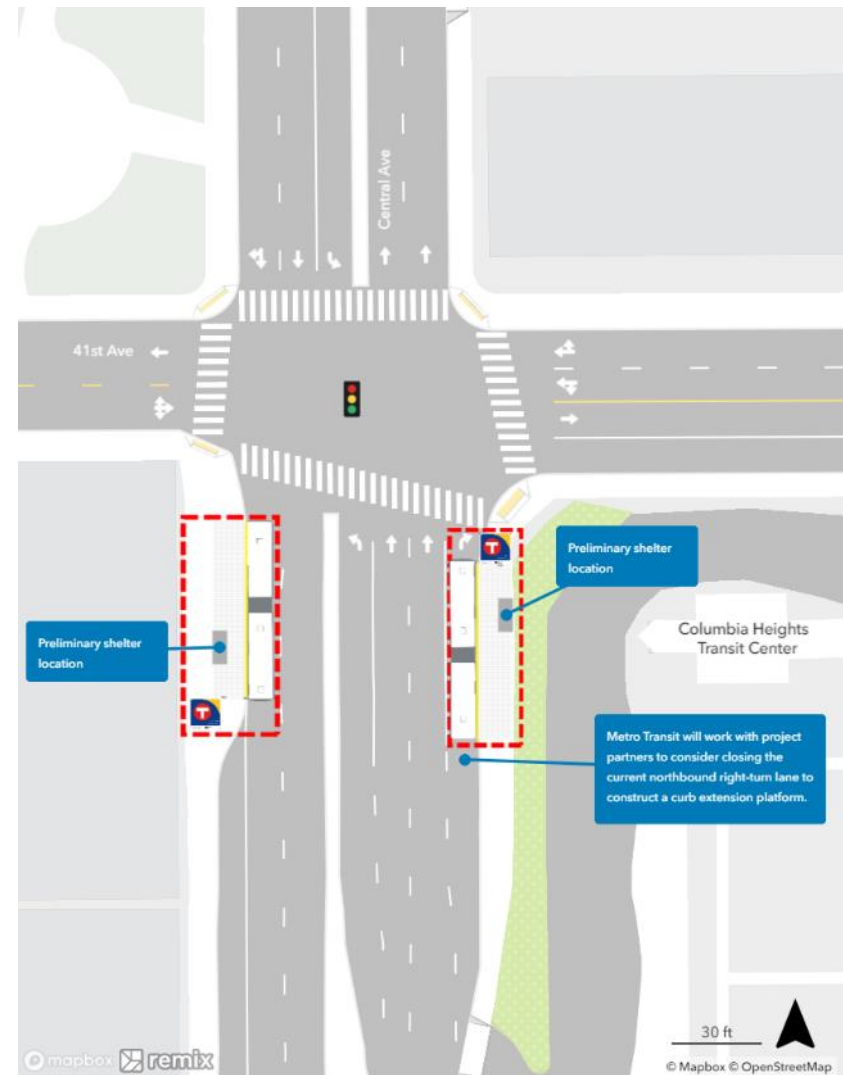 Central Ave
41st Ave
Preliminary shelter
location
T
Columbia Heights
Transit Center
Preliminary shelter
location
T
Metro Transit will work with project
partners to consider closing the
current northbound right-turn lane to
construct a curb extension platform.
30 ft
mapbox remix
© Mapbox © OpenStreetMap